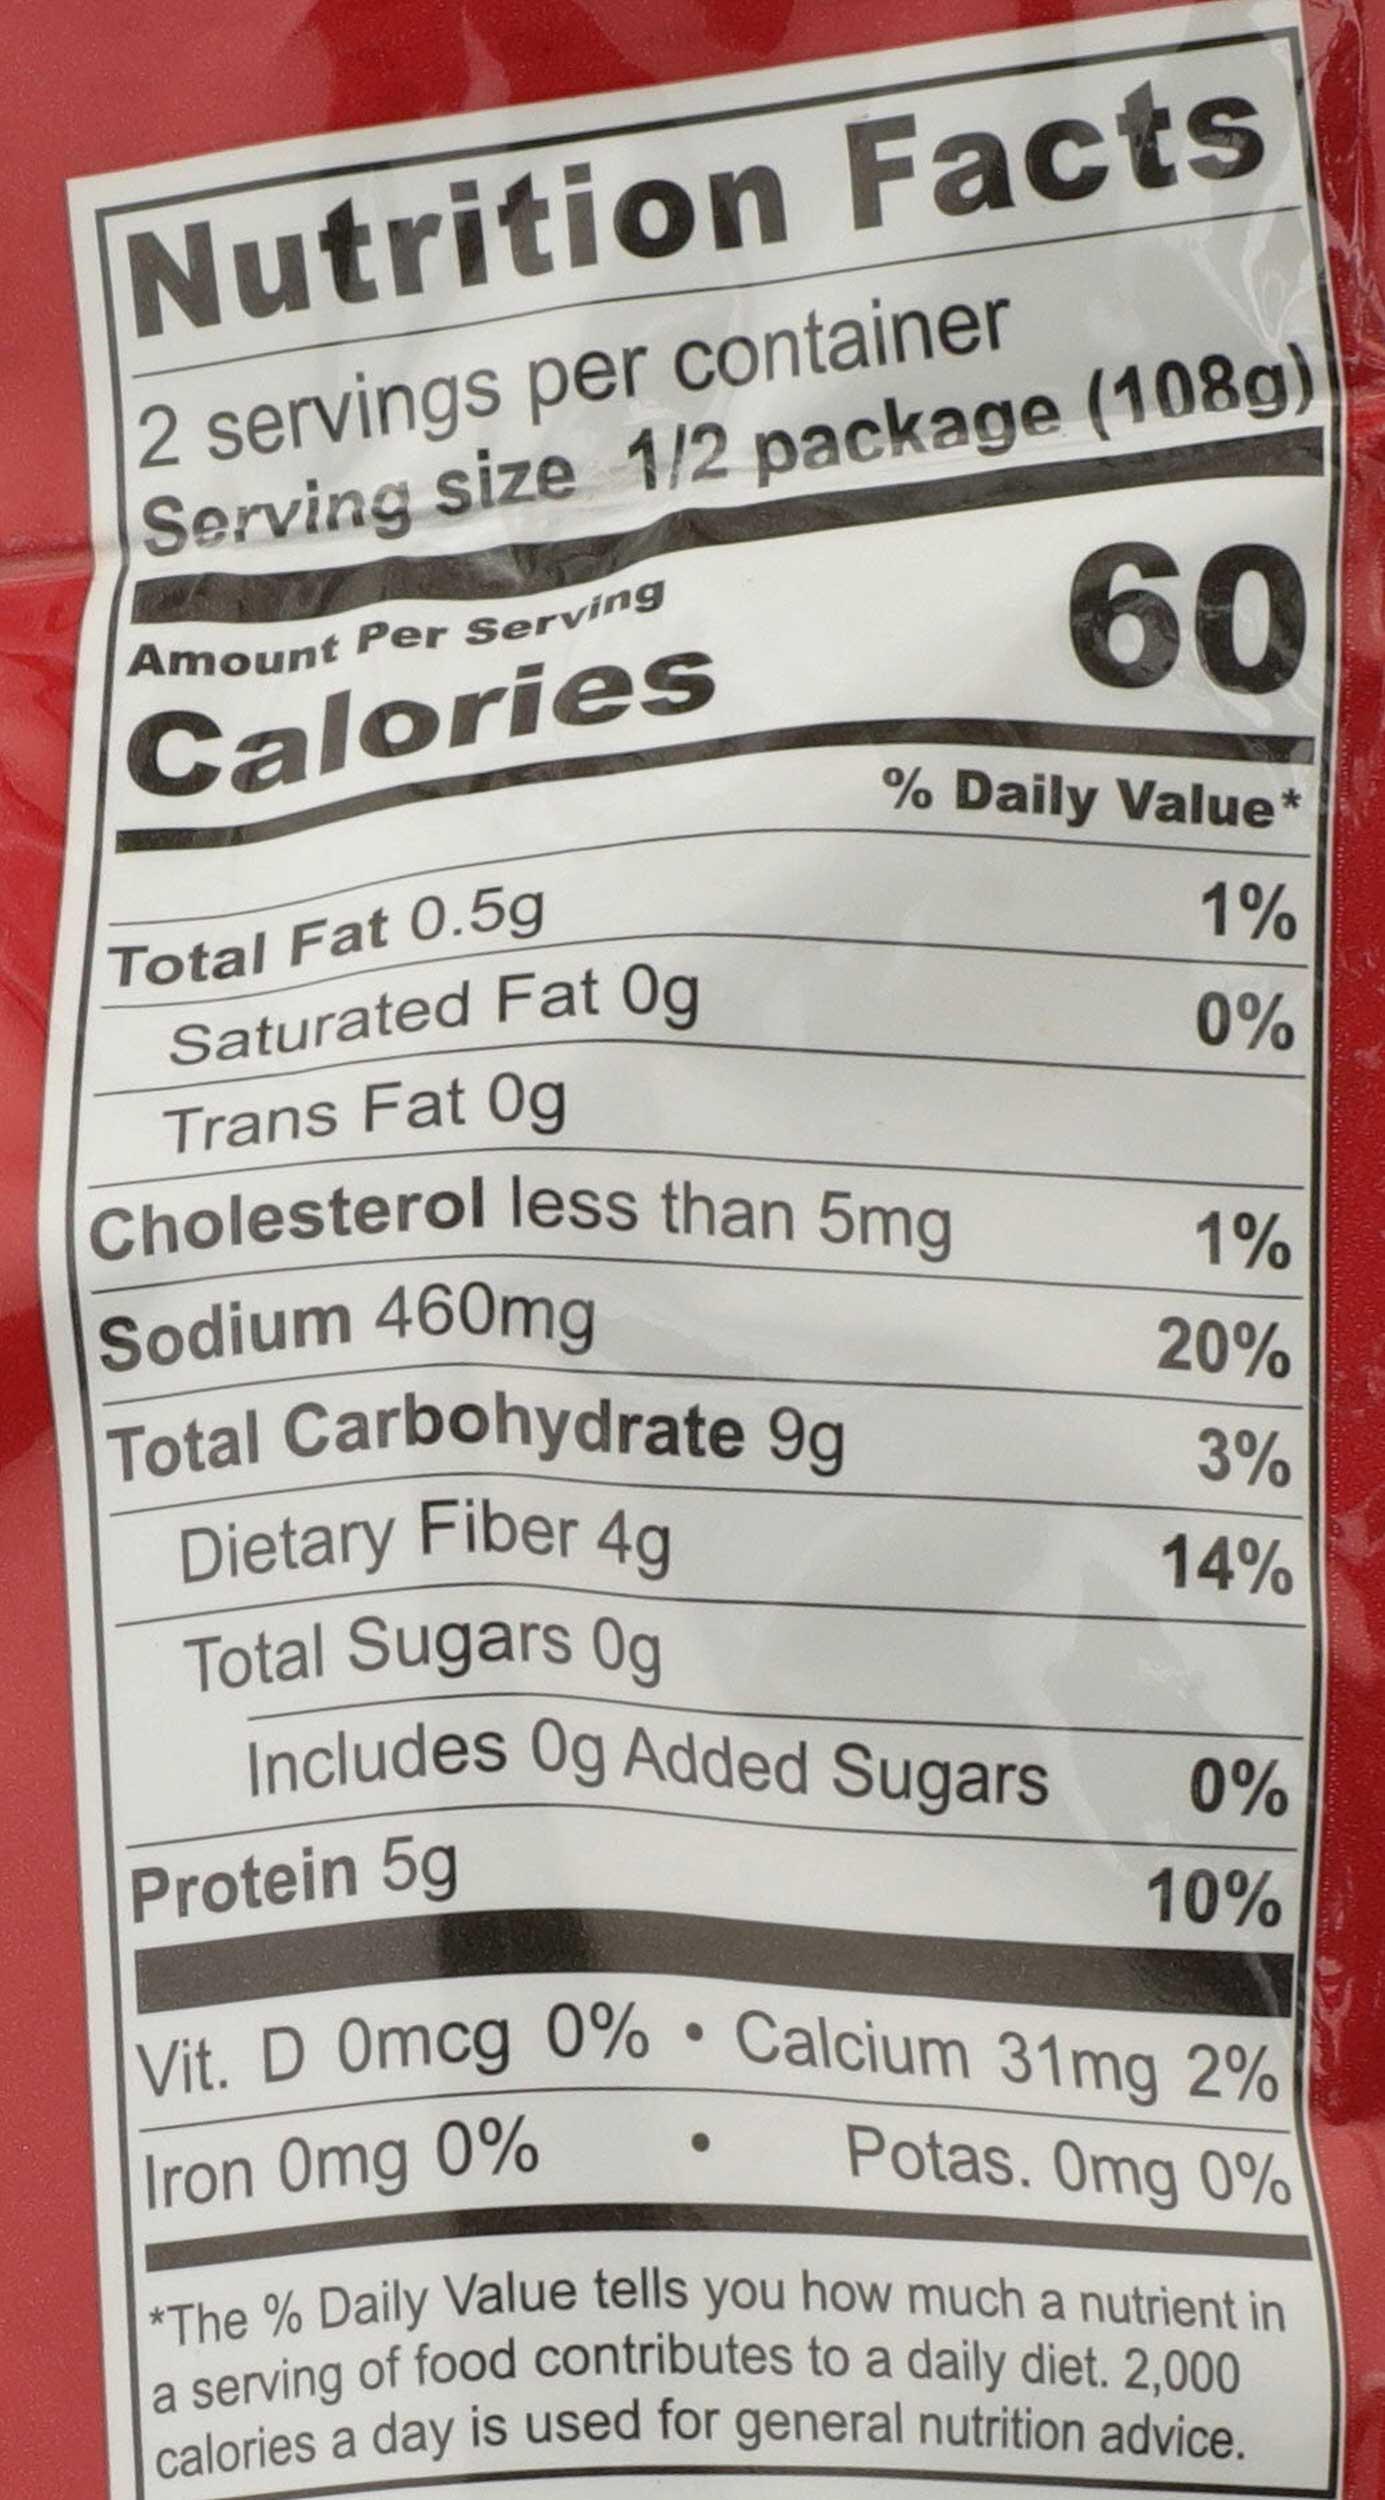 Nutrition Facts
2 servings per container
Serving size 1/2 package (108g)
Amount Per Serving
Calories 60
% Daily Value*
Total Fat 0.5g 1%
Saturated Fat 0g 0%
Trans Fat 0g
Cholesterol less than 5mg 1%
Sodium 460mg 20%
Total Carbohydrate 9g 3%
Dietary Fiber 4g 14%
Total Sugars 0g
Includes 0g Added Sugars 0%
Protein 5g 10%
Vit. D 0mcg 0% • Calcium 31mg 2%
Iron 0mg 0% • Potas. 0mg 0%
*The % Daily Value tells you how much a nutrient in
a serving of food contributes to a daily diet. 2,000
calories a day is used for general nutrition advice.